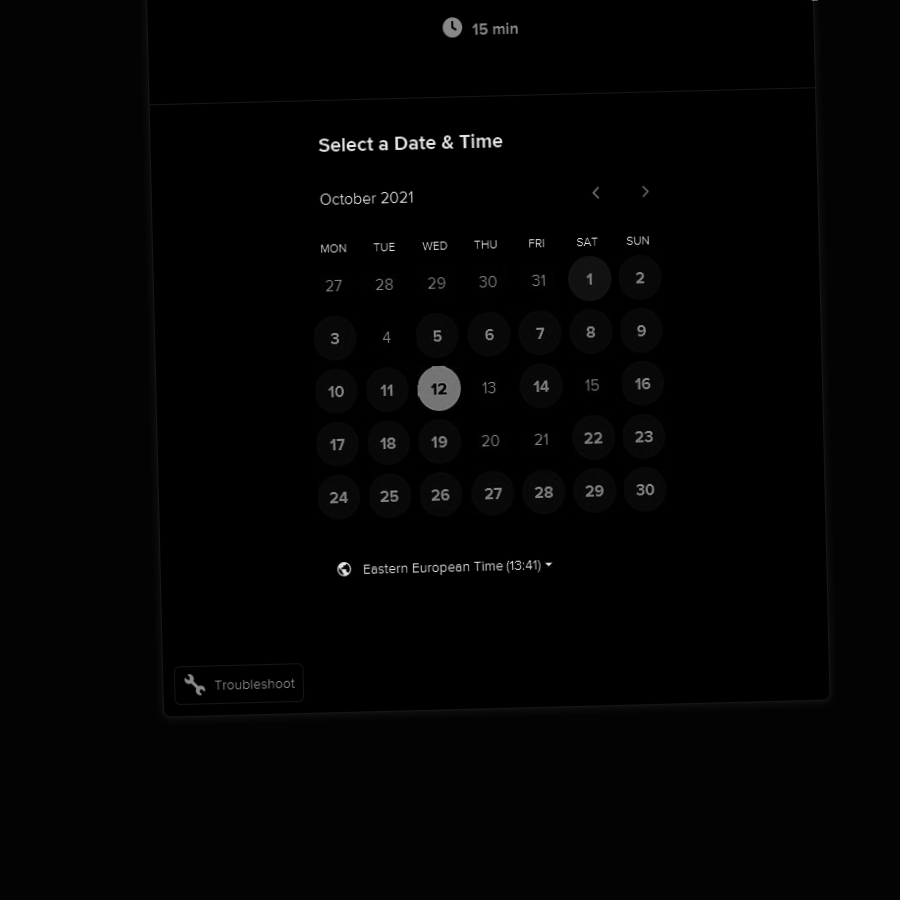 15 min
Select a Date & Time
October 2021
MON TUE WED THU FRI SAT SUN
27 28 29 30 31 1 2
3 4 5 6 7 8 9
10 11 12 13 14 15 16
17 18 19 20 21 22 23
24 25 26 27 28 29 30
Eastern European Time (13:41)
Troubleshoot